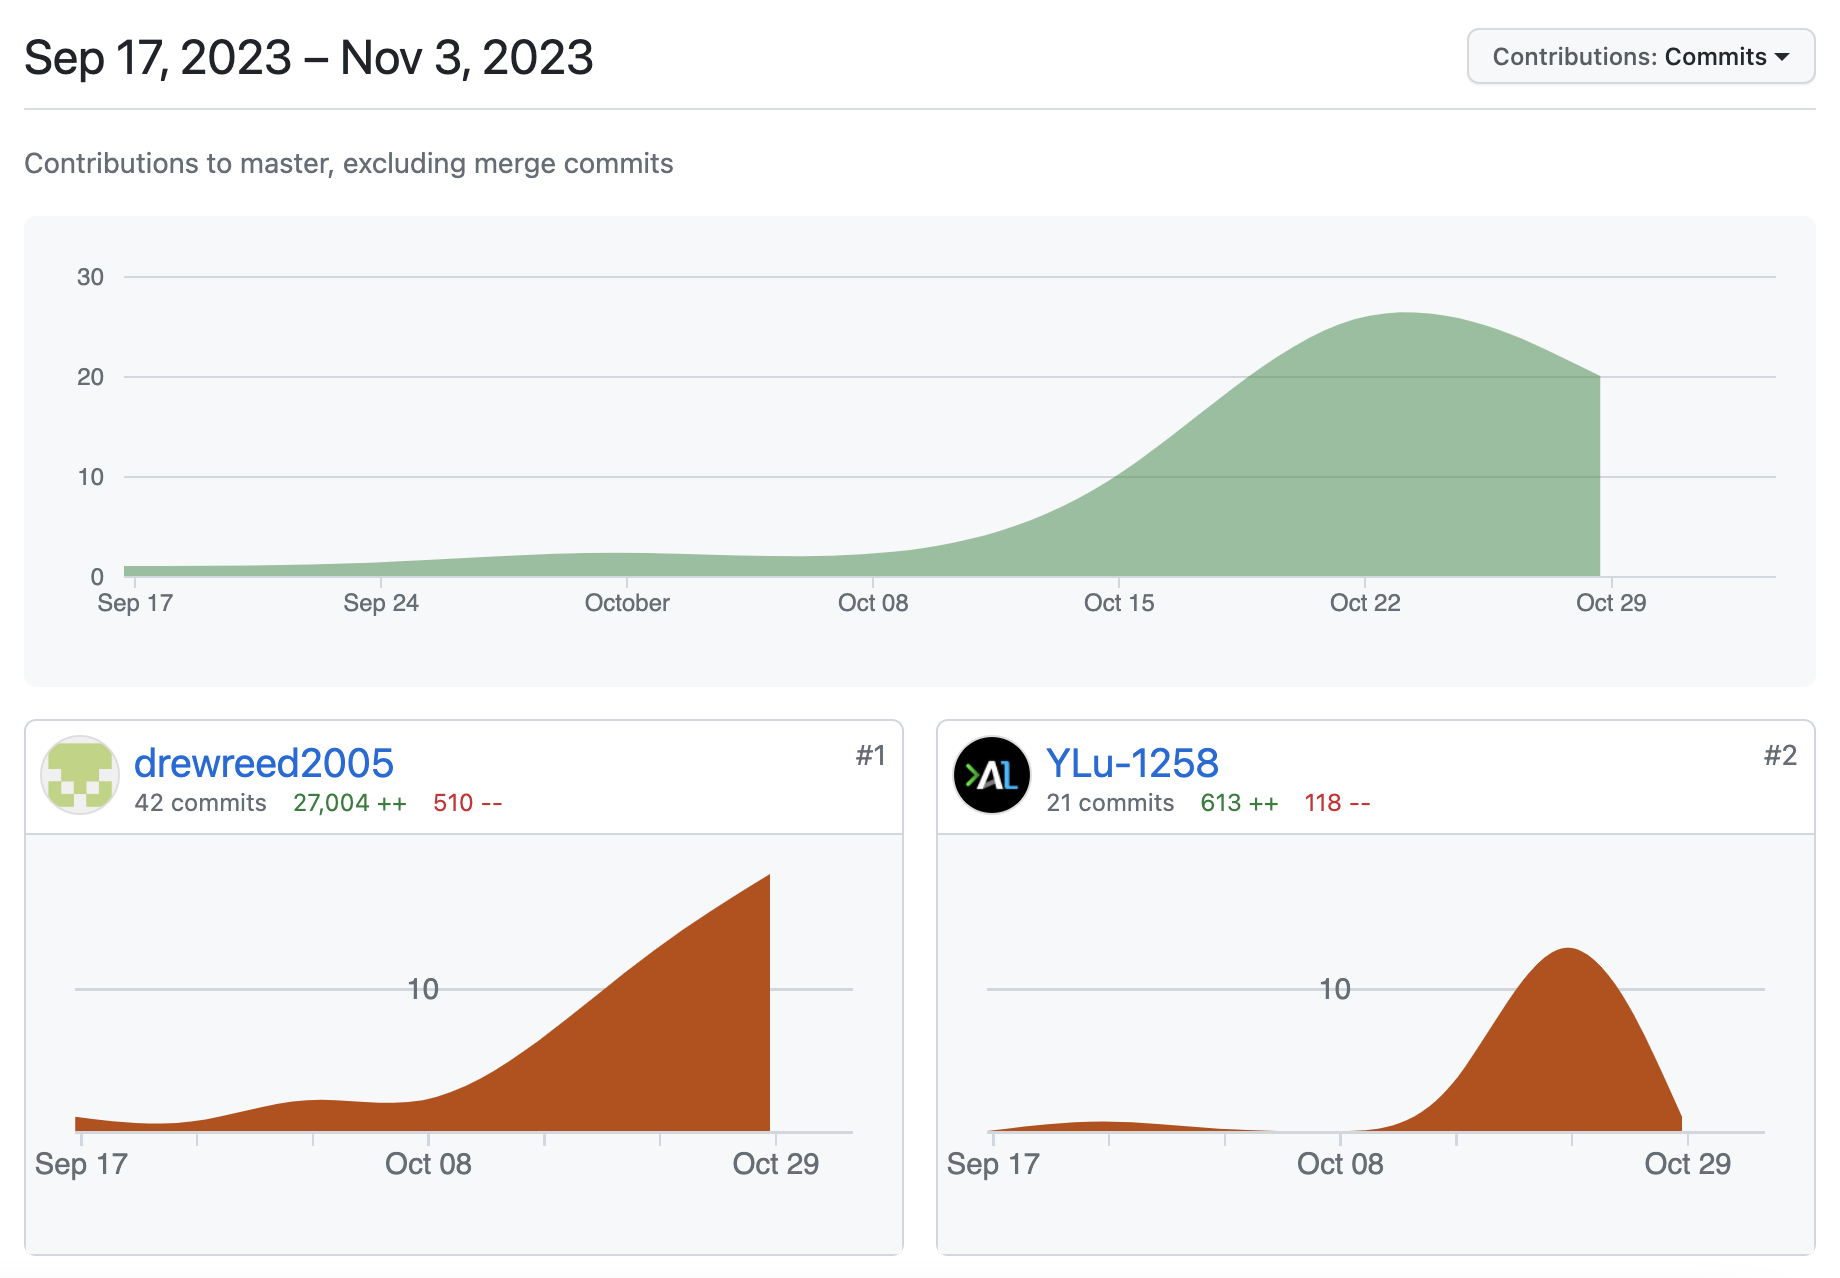 Sep 17, 2023 – Nov 3, 2023
Contributions: Commits
Contributions to master, excluding merge commits
30
20
10
0
Sep 17 Sep 24 October Oct 08 Oct 15 Oct 22 Oct 29
drewreed2005 #1
42 commits 27,004 ++ 510 --
10
Sep 17 Oct 08 Oct 29
>AL
YLu-1258 #2
21 commits 613 ++ 118 --
10
Sep 17 Oct 08 Oct 29